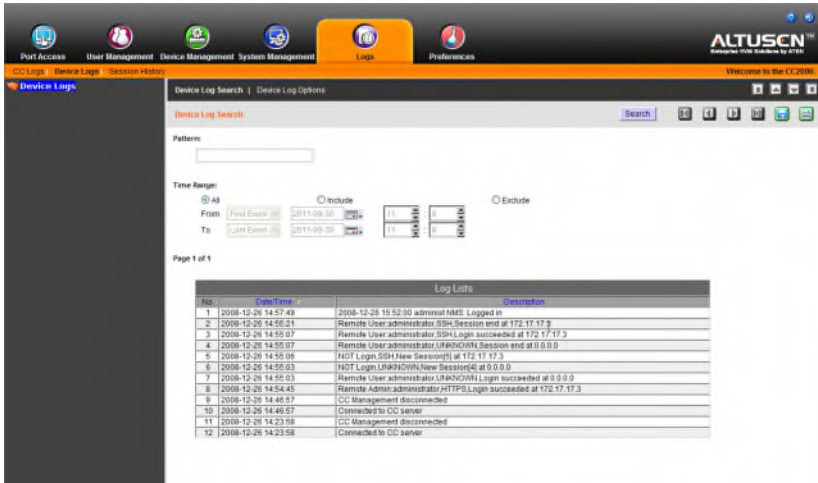 ALTUSEN™
Enterprise KVM Solutions by ATEN
Port Access User Management Device Management System Management Logs Preferences
CC Logs Device Logs Session History Welcome to the CC2000.
Device Logs
Device Log Search | Device Log Options
Device Log Search Search
Pattern:
Time Range:
All Include Exclude
From First Event 2011-09-30 11 : 8
To Last Event 2011-09-30 11 : 8
Page 1 of 1
Log Lists
No Date/Time Description
1 2008-12-26 14:57:49 2008-12-26 15:52:00 administ NMS: Logged in
2 2008-12-26 14:55:21 Remote User:administrator,SSH,Session end at 172.17.17.3
3 2008-12-26 14:55:07 Remote User:administrator,SSH,Login succeeded at 172.17.17.3
4 2008-12-26 14:55:07 Remote User:administrator,UNKNOWN,Session end at 0.0.0.0
5 2008-12-26 14:55:06 NOT Login,SSH,New Session[5] at 172.17.17.3
6 2008-12-26 14:55:03 NOT Login,UNKNOWN,New Session[4] at 0.0.0.0
7 2008-12-26 14:55:03 Remote User:administrator,UNKNOWN,Login succeeded at 0.0.0.0
8 2008-12-26 14:54:45 Remote Admin:administrator,HTTPS,Login succeeded at 172.17.17.3
9 2008-12-26 14:46:57 CC Management disconnected
10 2008-12-26 14:46:57 Connected to CC server
11 2008-12-26 14:23:58 CC Management disconnected
12 2008-12-26 14:23:58 Connected to CC server